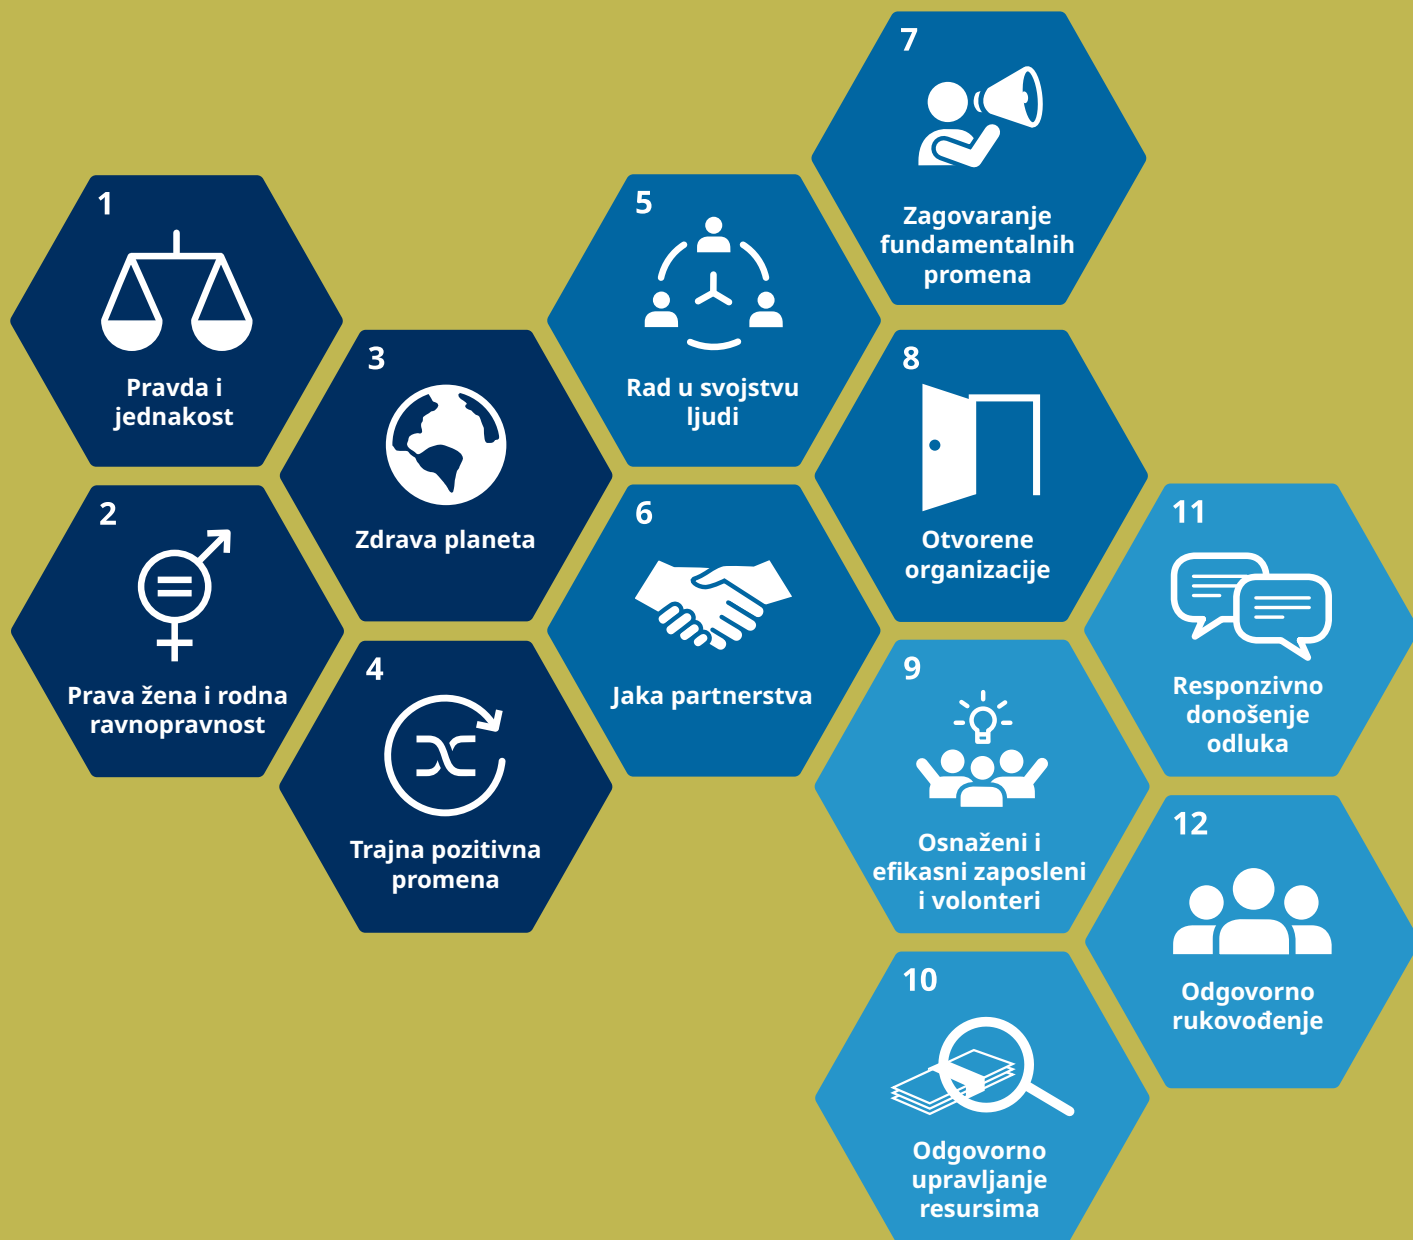 1
Pravda i
jednakost
2
Prava žena i rodna
ravnopravnost
3
Zdrava planeta
4
Trajna pozitivna
promena
5
Rad u svojstvu
ljudi
6
Jaka partnerstva
7
Zagovaranje
fundamentalnih
promena
8
Otvorene
organizacije
9
Osnaženi i
efikasni zaposleni
i volonteri
10
Odgovorno
upravljanje
resursima
11
Responzivno
donošenje
odluka
12
Odgovorno
rukovođenje